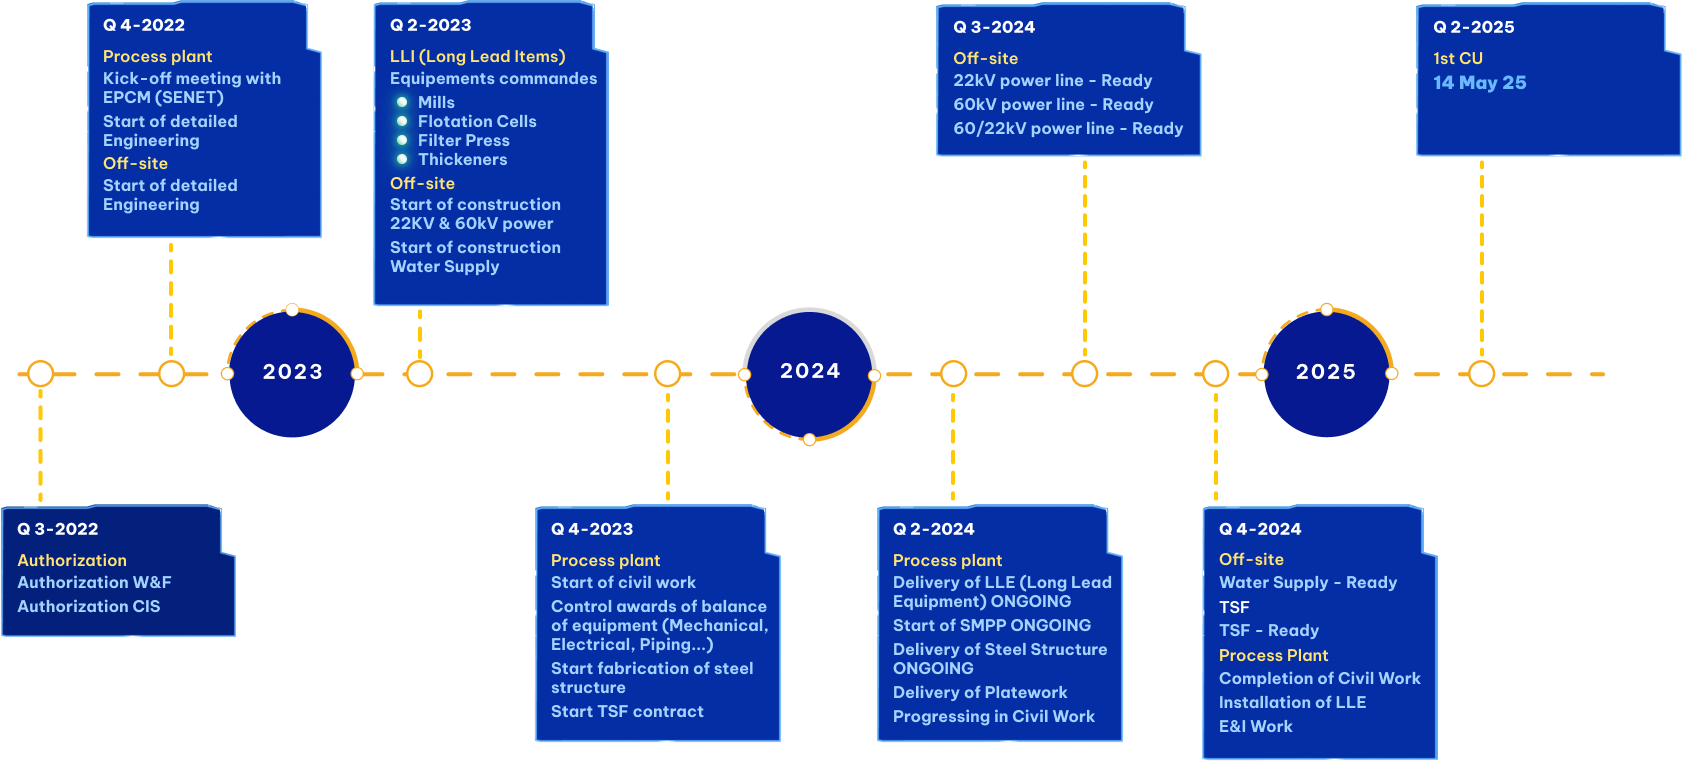 Q 4-2022
Process plant
Kick-off meeting with
EPCM (SENET)
Start of detailed
Engineering
Off-site
Start of detailed
Engineering
Q 2-2023
LLI (Long Lead Items)
Equipements commandes
Mills
Flotation Cells
Filter Press
Thickeners
Off-site
Start of construction
22KV & 60kV power
Start of construction
Water Supply
Q 3-2024
Off-site
22kV power line - Ready
60kV power line - Ready
60/22kV power line - Ready
Q 2-2025
1st CU
14 May 25
2023
2024
2025
Q 3-2022
Authorization
Authorization W&F
Authorization CIS
Q 4-2023
Process plant
Start of civil work
Control awards of balance
of equipment (Mechanical,
Electrical, Piping...)
Start fabrication of steel
structure
Start TSF contract
Q 2-2024
Process plant
Delivery of LLE (Long Lead
Equipment) ONGOING
Start of SMPP ONGOING
Delivery of Steel Structure
ONGOING
Delivery of Platework
Progressing in Civil Work
Q 4-2024
Off-site
Water Supply - Ready
TSF
TSF - Ready
Process Plant
Completion of Civil Work
Installation of LLE
E&I Work